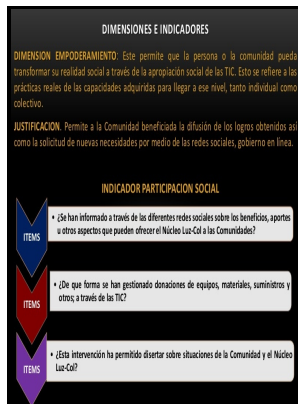 DIMENSIONES E INDICADORES
DIMENSION EMPODERAMIENTO: Este permite que la persona o la comunidad pueda
transformar su realidad social a través de la apropiación social de las TIC. Esto se refiere a las
prácticas reales de las capacidades adquiridas para llegar a ese nivel, tanto individual como
colectivo.
JUSTIFICACION. Permite a la Comunidad beneficiada la difusión de los logros obtenidos asi
como la solicitud de nuevas necesidades por medio de las redes sociales, gobierno en línea.
INDICADOR PARTICIPACION SOCIAL
• ¿Se han informado a través de las diferentes redes sociales sobre los beneficios, aportes
u otros aspectos que pueden ofrecer el Núcleo Luz-Col a las Comunidades?
ITEMS
• ¿De que forma se han gestionado donaciones de equipos, materiales, suministros y
otros; a través de las TIC?
ITEMS
• ¿Esta intervención ha permitido disertar sobre situaciones de la Comunidad y el Núcleo
Luz-Col?
ITEMS